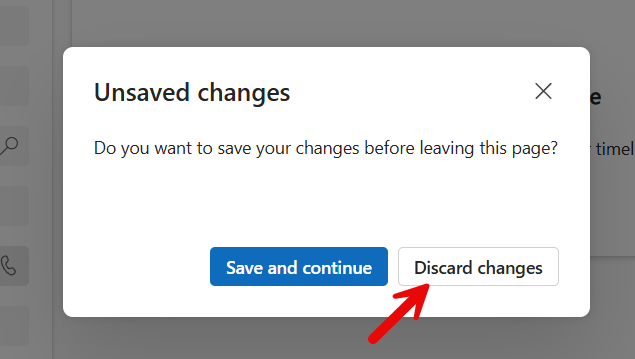 Unsaved changes
e
Do you want to save your changes before leaving this page?
timel
Save and continue
Discard changes